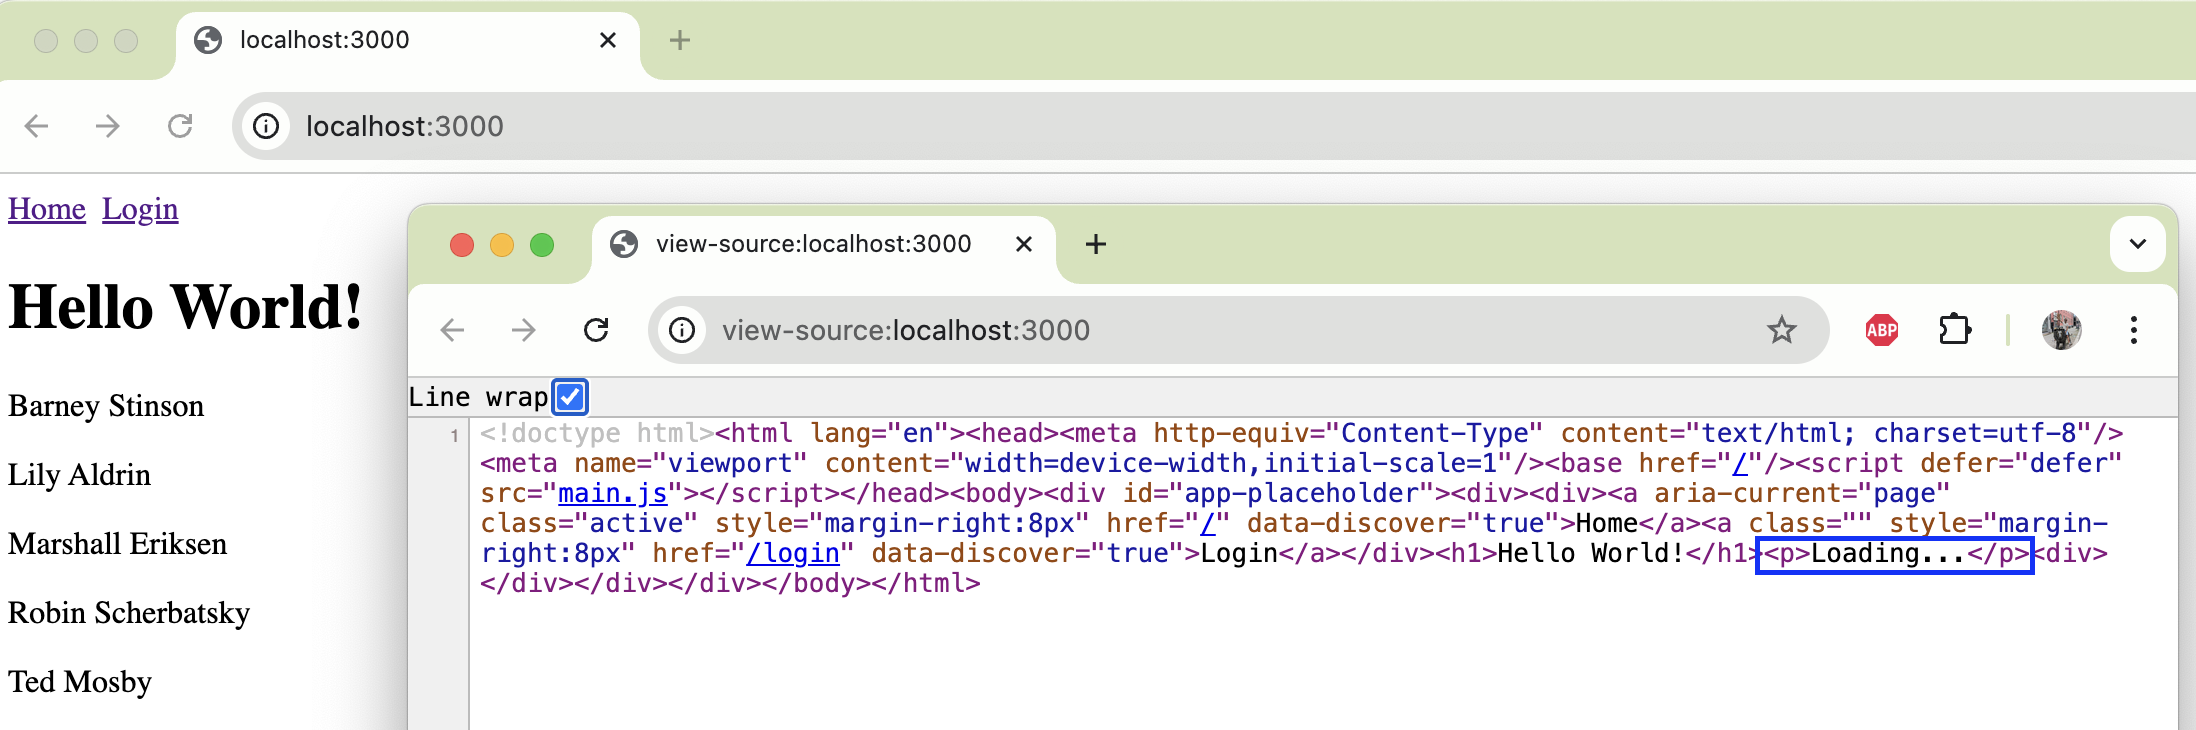 localhost:3000
localhost:3000
Home Login
Hello World!
Barney Stinson
Lily Aldrin
Marshall Eriksen
Robin Scherbatsky
Ted Mosby
view-source:localhost:3000
view-source:localhost:3000
ABP
Line wrap
1
<!doctype html><html lang="en"><head><meta http-equiv="Content-Type" content="text/html; charset=utf-8"/>
<meta name="viewport" content="width=device-width,initial-scale=1"/><base href="/"/><script defer="defer"
src="main.js"></script></head><body><div id="app-placeholder"><div><div><a aria-current="page"
class="active" style="margin-right:8px" href="/" data-discover="true">Home</a><a class="" style="margin-
right:8px" href="/login" data-discover="true">Login</a></div><h1>Hello World!</h1><p>Loading...</p><div>
</div></div></div></body></html>